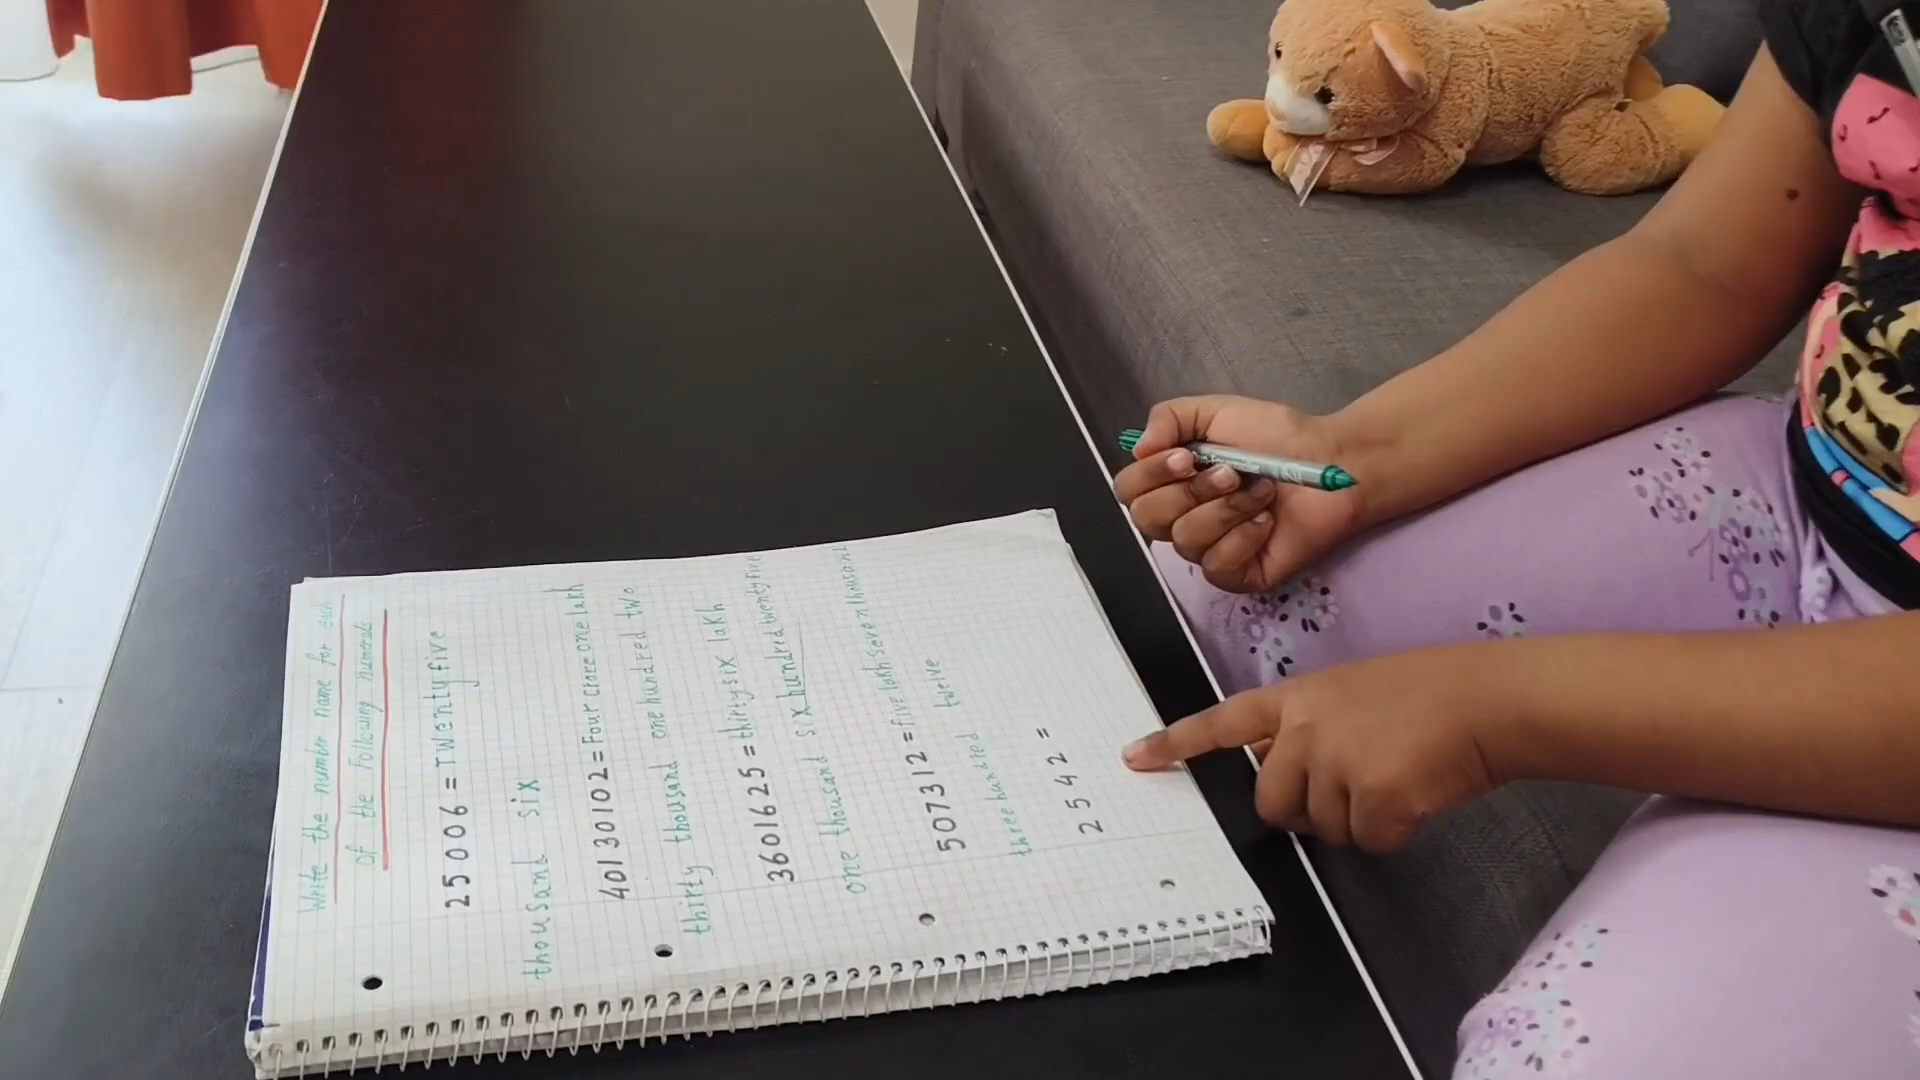 Write the number name for each
of the following numerals
25006 = Twenty five
thousand six
40130102 = Four crore one lakh
thirty thousand one hundred two
3601625 = thirty six lakh
one thousand six hundred twenty five
507312 = five lakh seven thousand
three hundred twelve
2542 =